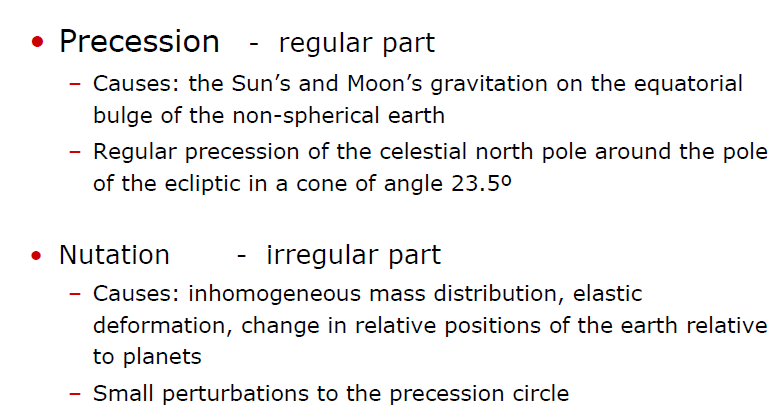 • Precession - regular part
– Causes: the Sun’s and Moon’s gravitation on the equatorial
bulge of the non-spherical earth
– Regular precession of the celestial north pole around the pole
of the ecliptic in a cone of angle 23.5º
• Nutation - irregular part
– Causes: inhomogeneous mass distribution, elastic
deformation, change in relative positions of the earth relative
to planets
– Small perturbations to the precession circle